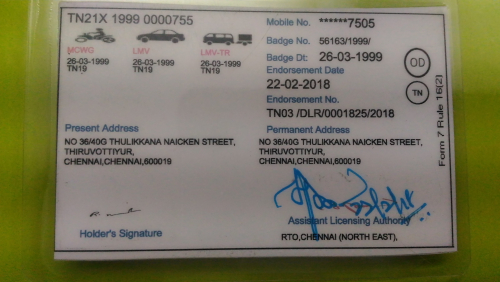 TN21X 1999 0000755
Mobile No. ******7505
Badge No. 56163/1999/
MCWG LMV LMV-TR
Badge Dt: 26-03-1999
26-03-1999 26-03-1999 26-03-1999
TN19 TN19 TN19
OD
Endorsement Date
22-02-2018
TN
Endorsement No.
TN03 /DLR/0001825/2018
Form 7 Rule 16(2)
Present Address
NO 36/40G THULIKKANA NAICKEN STREET,
THIRUVOTTIYUR,
CHENNAI,CHENNAI,600019
Permanent Address
NO 36/40G THULIKKANA NAICKEN STREET,
THIRUVOTTIYUR,
CHENNAI,CHENNAI,600019
Holder's Signature
Assistant Licensing Authority
RTO,CHENNAI (NORTH EAST),